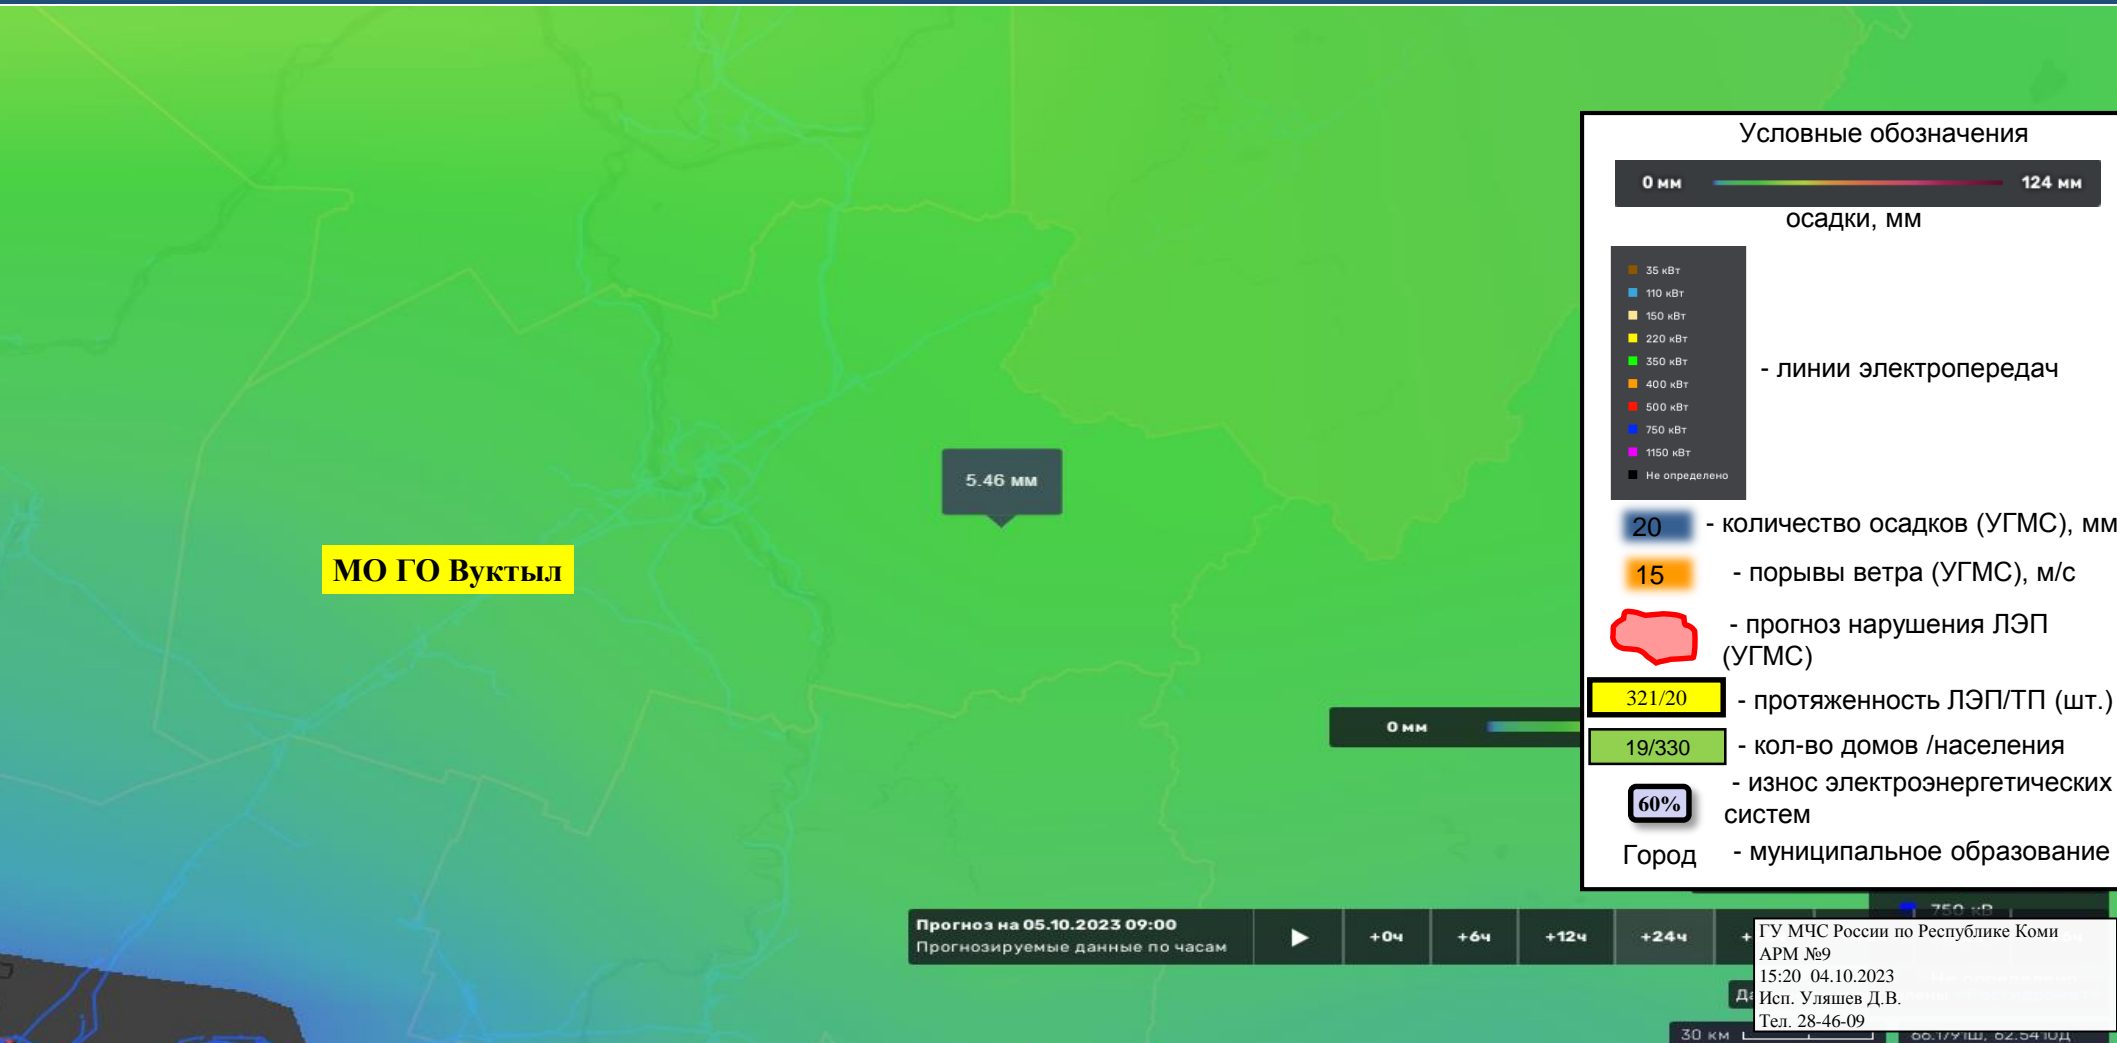 Условные обозначения
0 мм 124 мм
осадки, мм
35 кВт
110 кВт
150 кВт
220 кВт
350 кВт
- линии электропередач
400 кВт
500 кВт
750 кВт
1150 кВт
Не определено
5.46 мм
20 - количество осадков (УГМС), мм
МО ГО Вуктыл
15 - порывы ветра (УГМС), м/с
- прогноз нарушения ЛЭП
(УГМС)
321/20 - протяженность ЛЭП/ТП (шт.)
0 мм
19/330 - кол-во домов /населения
- износ электроэнергетических
60%
систем
Город - муниципальное образование
750 кВ
Прогноз на 05.10.2023 09:00
Прогнозируемые данные по часам
+0ч +6ч +12ч +24ч
ГУ МЧС России по Республике Коми
АРМ №9
15:20 04.10.2023
Исп. Уляшев Д.В.
Тел. 28-46-09
30 км